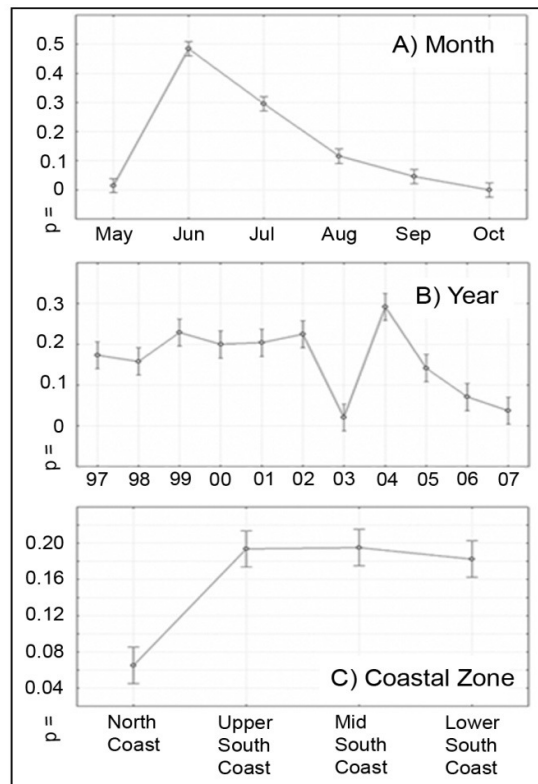 A) Month
0.5
0.4
0.3
0.2
0.1
0
p =
May Jun Jul Aug Sep Oct
B) Year
0.3
0.2
0.1
0
p =
97 98 99 00 01 02 03 04 05 06 07
0.20
0.16
0.12
0.08
0.04
C) Coastal Zone
p =
North Upper Mid Lower
Coast South South South
Coast Coast Coast